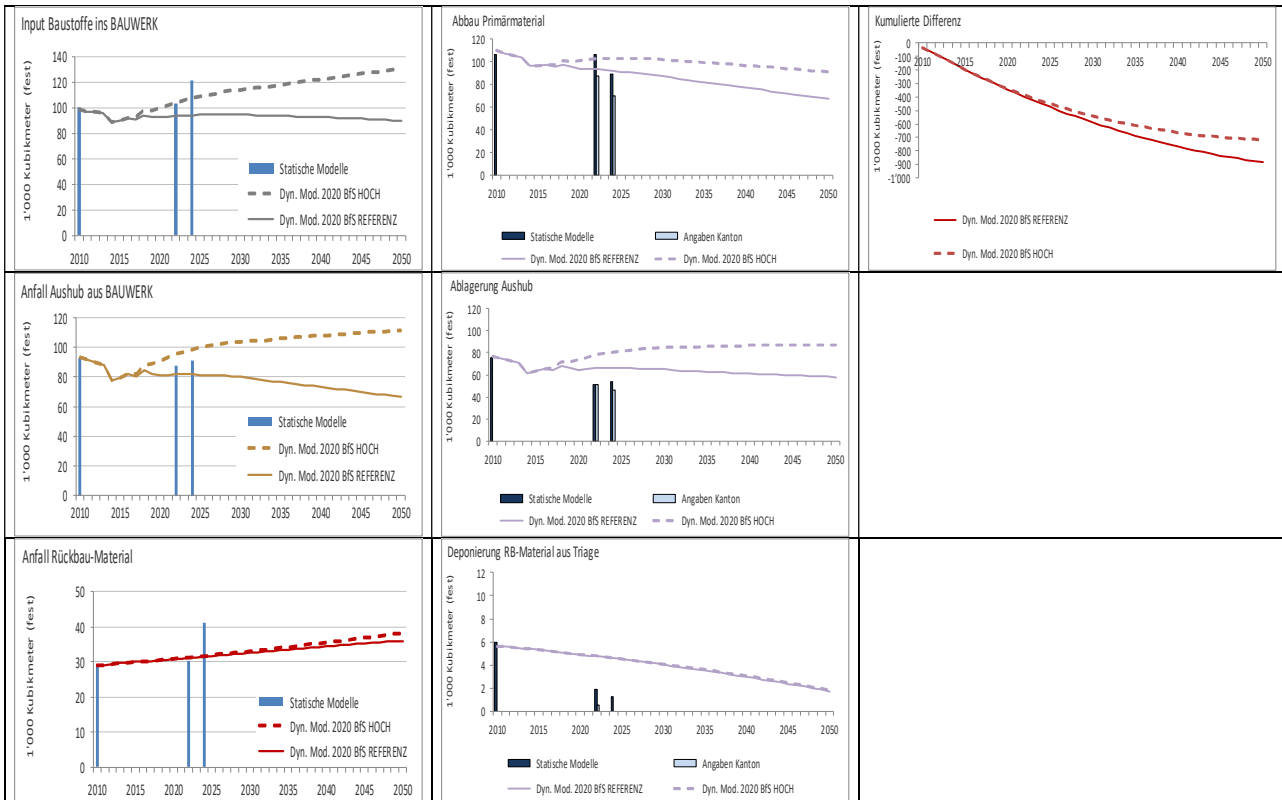 Input Baustoffe ins BAUWERK
1'000 Kubikmeter (fest)
140
120
100
80
60
40
20
0
2010 2015 2020 2025 2030 2035 2040 2045 2050
Statische Modelle
Dyn. Mod. 2020 BfS HOCH
Dyn. Mod. 2020 BfS REFERENZ
Abbau Primärmaterial
1'000 Kubikmeter (fest)
120
100
80
60
40
20
0
2010 2015 2020 2025 2030 2035 2040 2045 2050
Statische Modelle Angaben Kanton
Dyn. Mod. 2020 BfS REFERENZ Dyn. Mod. 2020 BfS HOCH
Kumulierte Differenz
1'000 Kubikmeter (fest)
0
-100
-200
-300
-400
-500
-600
-700
-800
-900
-1'000
2010 2015 2020 2025 2030 2035 2040 2045 2050
Dyn. Mod. 2020 BfS REFERENZ
Dyn. Mod. 2020 BfS HOCH
Anfall Aushub aus BAUWERK
1'000 Kubikmeter (fest)
120
100
80
60
40
20
0
2010 2015 2020 2025 2030 2035 2040 2045 2050
Statische Modelle
Dyn. Mod. 2020 BfS HOCH
Dyn. Mod. 2020 BfS REFERENZ
Ablagerung Aushub
1'000 Kubikmeter (fest)
120
100
80
60
40
20
0
2010 2015 2020 2025 2030 2035 2040 2045 2050
Statische Modelle Angaben Kanton
Dyn. Mod. 2020 BfS REFERENZ Dyn. Mod. 2020 BfS HOCH
Anfall Rückbau-Material
1'000 Kubikmeter (fest)
50
40
30
20
10
0
2010 2015 2020 2025 2030 2035 2040 2045 2050
Statische Modelle
Dyn. Mod. 2020 BfS HOCH
Dyn. Mod. 2020 BfS REFERENZ
Deponierung RB-Material aus Triage
1'000 Kubikmeter (fest)
12
10
8
6
4
2
0
2010 2015 2020 2025 2030 2035 2040 2045 2050
Statische Modelle Angaben Kanton
Dyn. Mod. 2020 BfS REFERENZ Dyn. Mod. 2020 BfS HOCH